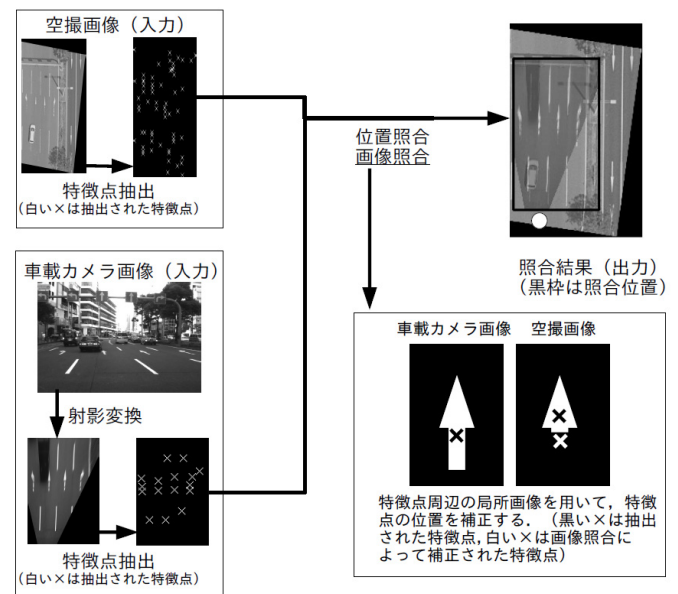 空撮画像（入力）
特徴点抽出
（白い×は抽出された特徴点）
車載カメラ画像（入力）
射影変換
特徴点抽出
（白い×は抽出された特徴点）
位置照合
画像照合
照合結果（出力）
（黒枠は照合位置）
車載カメラ画像　空撮画像
特徴点周辺の局所画像を用いて，特徴
点の位置を補正する．（黒い×は抽出
された特徴点,白い×は画像照合に
よって補正された特徴点）